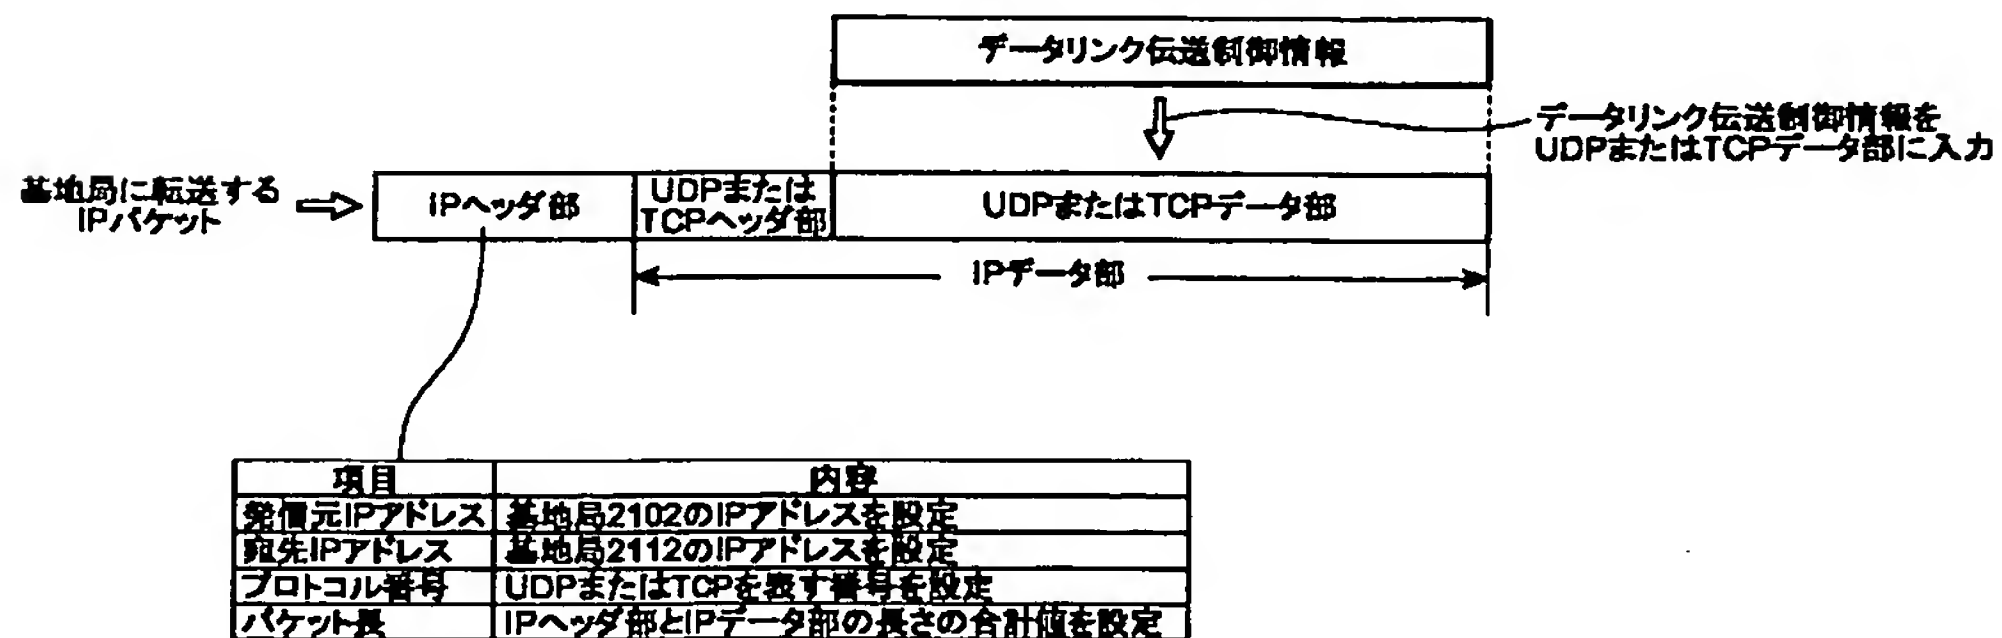 データリンク伝送制御情報
データリンク伝送制御情報を
UDPまたはTCPデータ部に入力
基地局に転送する
IPパケット
IPヘッダ部
UDPまたは
TCPヘッダ部
UDPまたはTCPデータ部
IPデータ部
項目 内容
発信元IPアドレス 基地局2102のIPアドレスを設定
宛先IPアドレス 基地局2112のIPアドレスを設定
プロトコル番号 UDPまたはTCPを表す番号を設定
パケット長 IPヘッダ部とIPデータ部の長さの合計値を設定